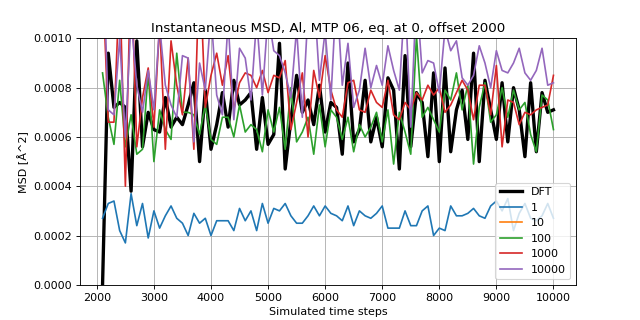 Instantaneous MSD, Al, MTP 06, eq. at 0, offset 2000
MSD [Å^2]
0.0010
0.0008
0.0006
0.0004
0.0002
0.0000
2000 3000 4000 5000 6000 7000 8000 9000 10000
Simulated time steps
DFT
1
10
100
1000
10000